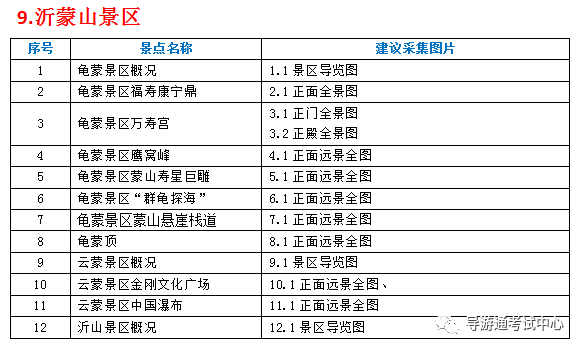 9.沂蒙山景区
序号 景点名称 建议采集图片
1 龟蒙景区概况 1.1 景区导览图
2 龟蒙景区福寿康宁鼎 2.1 正面全景图
3 龟蒙景区万寿宫 3.1 正门全景图
3.2 正殿全景图
4 龟蒙景区鹰窝峰 4.1 正面远景全图
5 龟蒙景区蒙山寿星巨雕 5.1 正面远景全图
6 龟蒙景区“群龟探海” 6.1 正面远景全图
7 龟蒙景区蒙山悬崖栈道 7.1 正面远景全图
8 龟蒙顶 8.1 正面远景全图
9 云蒙景区概况 9.1 景区导览图
10 云蒙景区金刚文化广场 10.1 正面远景全图、
11 云蒙景区中国瀑布 11.1 正面远景全图
12 沂山景区概况 12.1 景区导览图
导游通考试中心